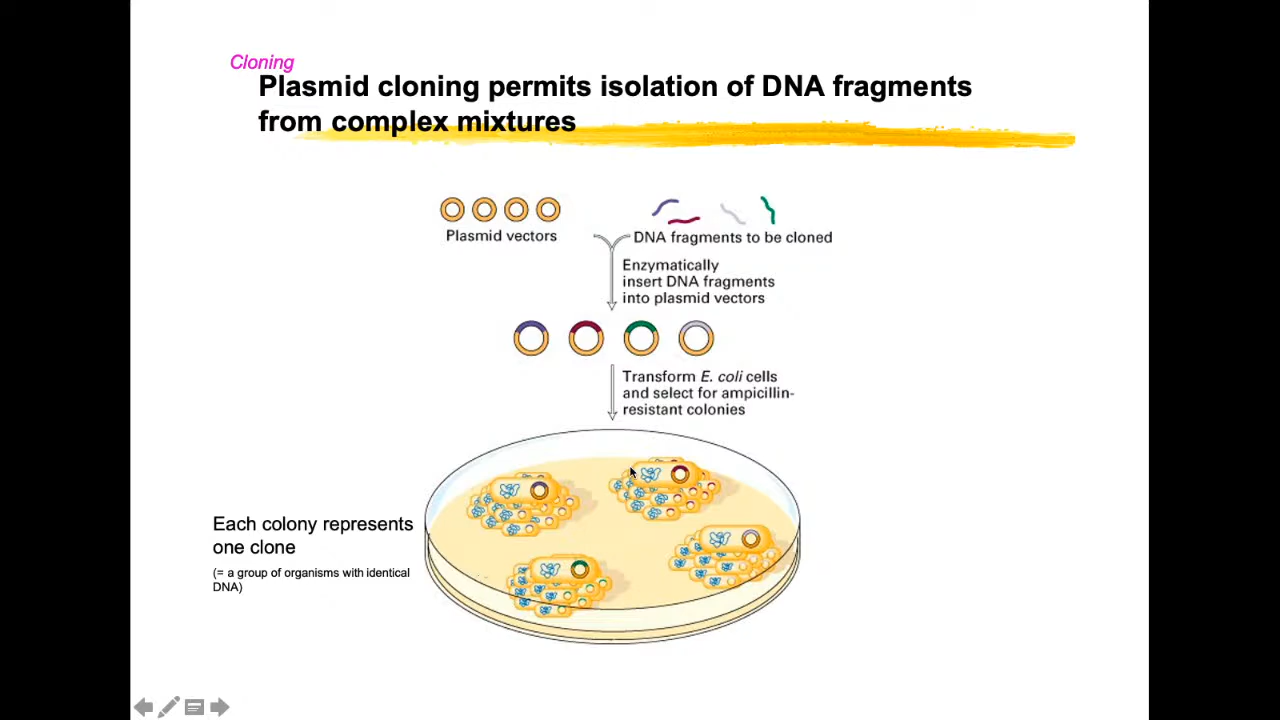 Cloning
Plasmid cloning permits isolation of DNA fragments
from complex mixtures
Plasmid vectors
DNA fragments to be cloned
Enzymatically
insert DNA fragments
into plasmid vectors
Transform E. coli cells
and select for ampicillin-
resistant colonies
Each colony represents
one clone
(= a group of organisms with identical
DNA)